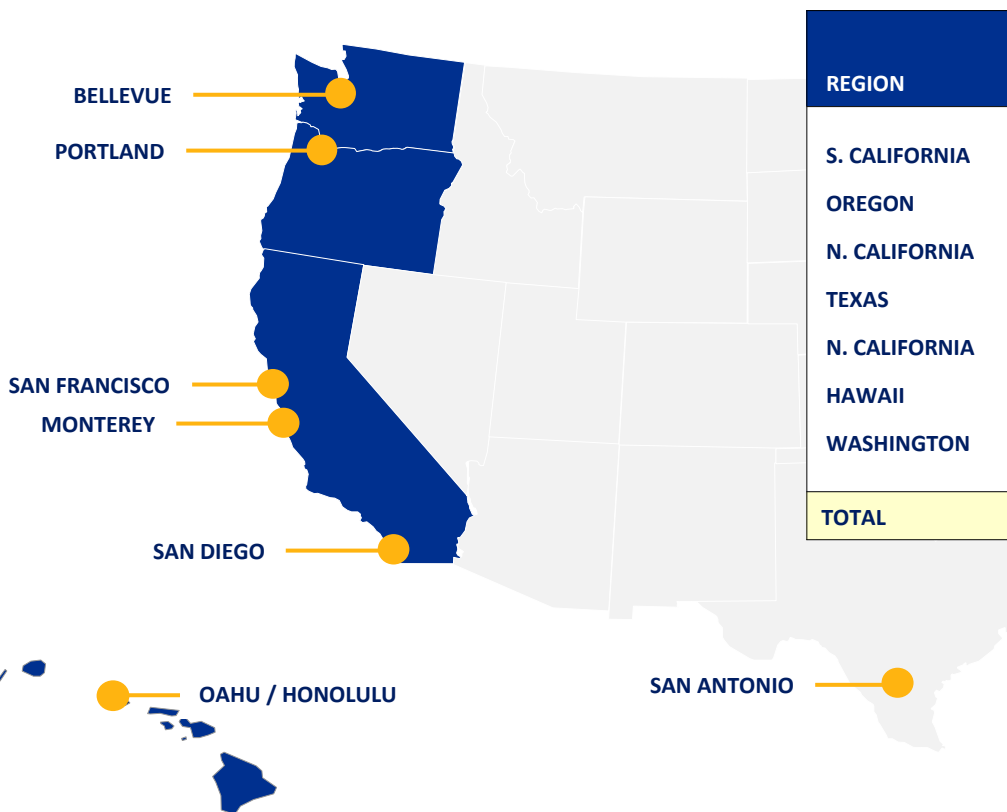 BELLEVUE
PORTLAND
SAN FRANCISCO
MONTEREY
SAN DIEGO
OAHU / HONOLULU
SAN ANTONIO
REGION
S. CALIFORNIA
OREGON
N. CALIFORNIA
TEXAS
N. CALIFORNIA
HAWAII
WASHINGTON
TOTAL